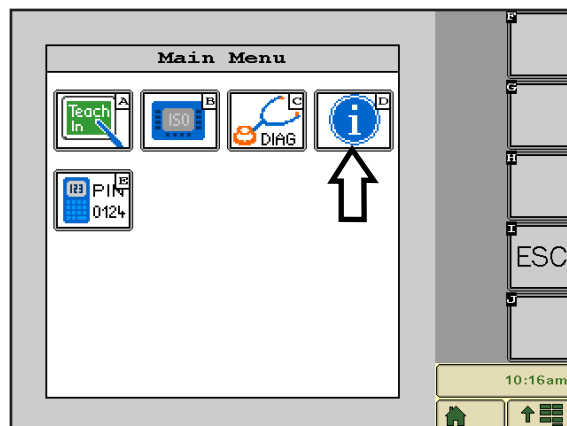 Main Menu
Teach In
A
ISO
B
DIAG
C
i
D
PIN 0124
123
E
F
G
H
I
ESC
J
10:16am